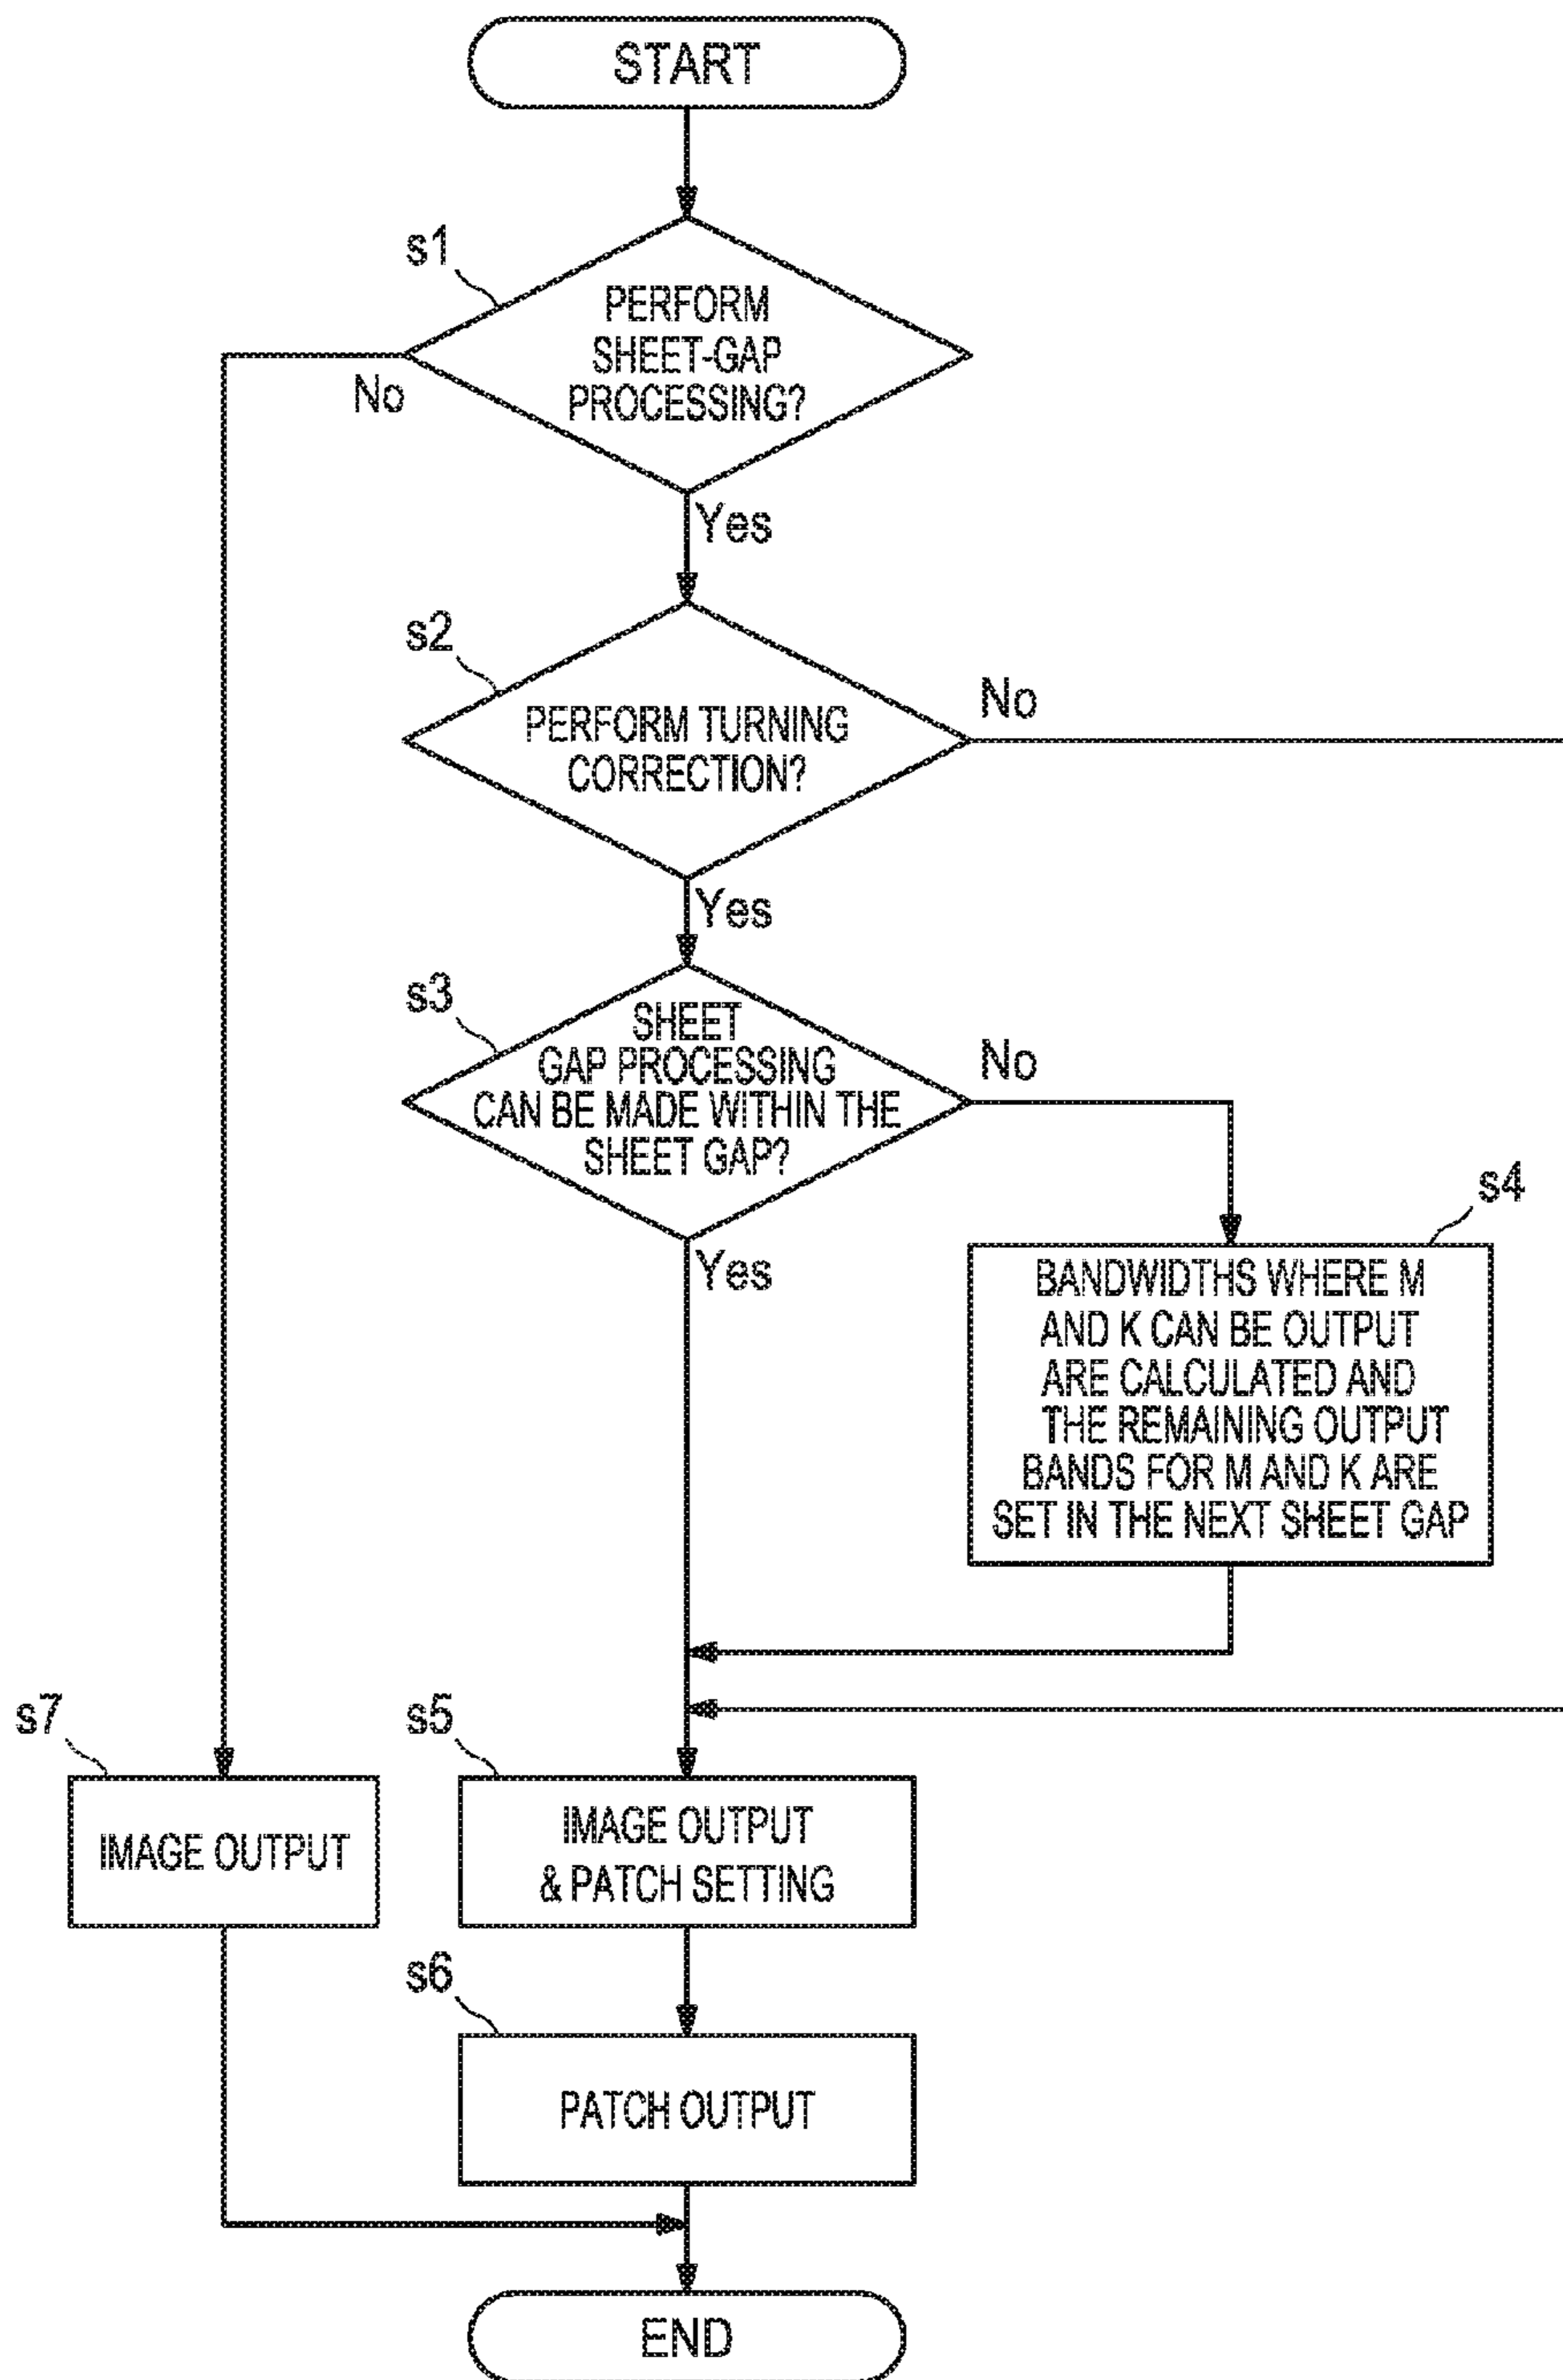 START
s1
PERFORM
SHEET-GAP
PROCESSING?
No
Yes
s2
PERFORM TURNING
CORRECTION?
No
Yes
s3
SHEET
GAP PROCESSING
CAN BE MADE WITHIN THE
SHEET GAP?
No
Yes
s4
BANDWIDTHS WHERE M
AND K CAN BE OUTPUT
ARE CALCULATED AND
THE REMAINING OUTPUT
BANDS FOR M AND K ARE
SET IN THE NEXT SHEET GAP
s7
IMAGE OUTPUT
s5
IMAGE OUTPUT
& PATCH SETTING
s6
PATCH OUTPUT
END